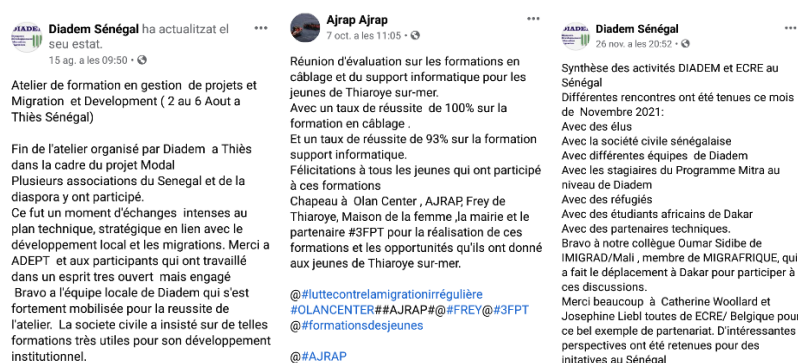 Diadem Sénégal ha actualitzat el
seu estat.
15 ag. a les 09:50
Atelier de formation en gestion de projets et
Migration et Development ( 2 au 6 Aout a
Thiès Sénégal)
Fin de l'atelier organisé par Diadem a Thiès
dans la cadre du projet Modal
Plusieurs associations du Senegal et de la
diaspora y ont participé.
Ce fut un moment d'échanges intenses au
plan technique, stratégique en lien avec le
développement local et les migrations. Merci a
ADEPT et aux participants qui ont travaillé
dans un esprit tres ouvert mais engagé
Bravo a l'équipe locale de Diadem qui s'est
fortement mobilisée pour la reussite de
l'atelier. La societe civile a insisté sur de telles
formations très utiles pour son développement
institutionnel.
Ajrap Ajrap
7 oct. a les 11:05
Réunion d'évaluation sur les formations en
câblage et du support informatique pour les
jeunes de Thiaroye sur-mer.
Avec un taux de réussite de 100% sur la
formation en câblage .
Et un taux de réussite de 93% sur la formation
support informatique.
Félicitations à tous les jeunes qui ont participé
à ces formations
Chapeau à Olan Center , AJRAP, Frey de
Thiaroye, Maison de la femme ,la mairie et le
partenaire #3FPT pour la réalisation de ces
formations et les opportunités qu'ils ont donné
aux jeunes de Thiaroye sur-mer.
@#luttecontrelamigrationirrégulière
#OLANCENTER##AJRAP#@#FREY@#3FPT
@#formationsdesjeunes
@#AJRAP
Diadem Sénégal
26 nov. a les 20:52
Synthèse des activités DIADEM et ECRE au
Sénégal
Différentes rencontres ont été tenues ce mois
de Novembre 2021:
Avec des élus
Avec la société civile sénégalaise
Avec différentes équipes de Diadem
Avec les stagiaires du Programme Mitra au
niveau de Diadem
Avec des réfugiés
Avec des étudiants africains de Dakar
Avec des partenaires techniques.
Bravo à notre collègue Oumar Sidibe de
IMIGRAD/Mali , membre de MIGRAFRIQUE, qui
a fait le déplacement à Dakar pour participer à
ces discussions.
Merci beaucoup à Catherine Woollard et
Josephine Liebl toutes de ECRE/ Belgique pour
ce bel exemple de partenariat. D'intéressantes
perspectives ont été retenues pour des
initatives au Sénégal